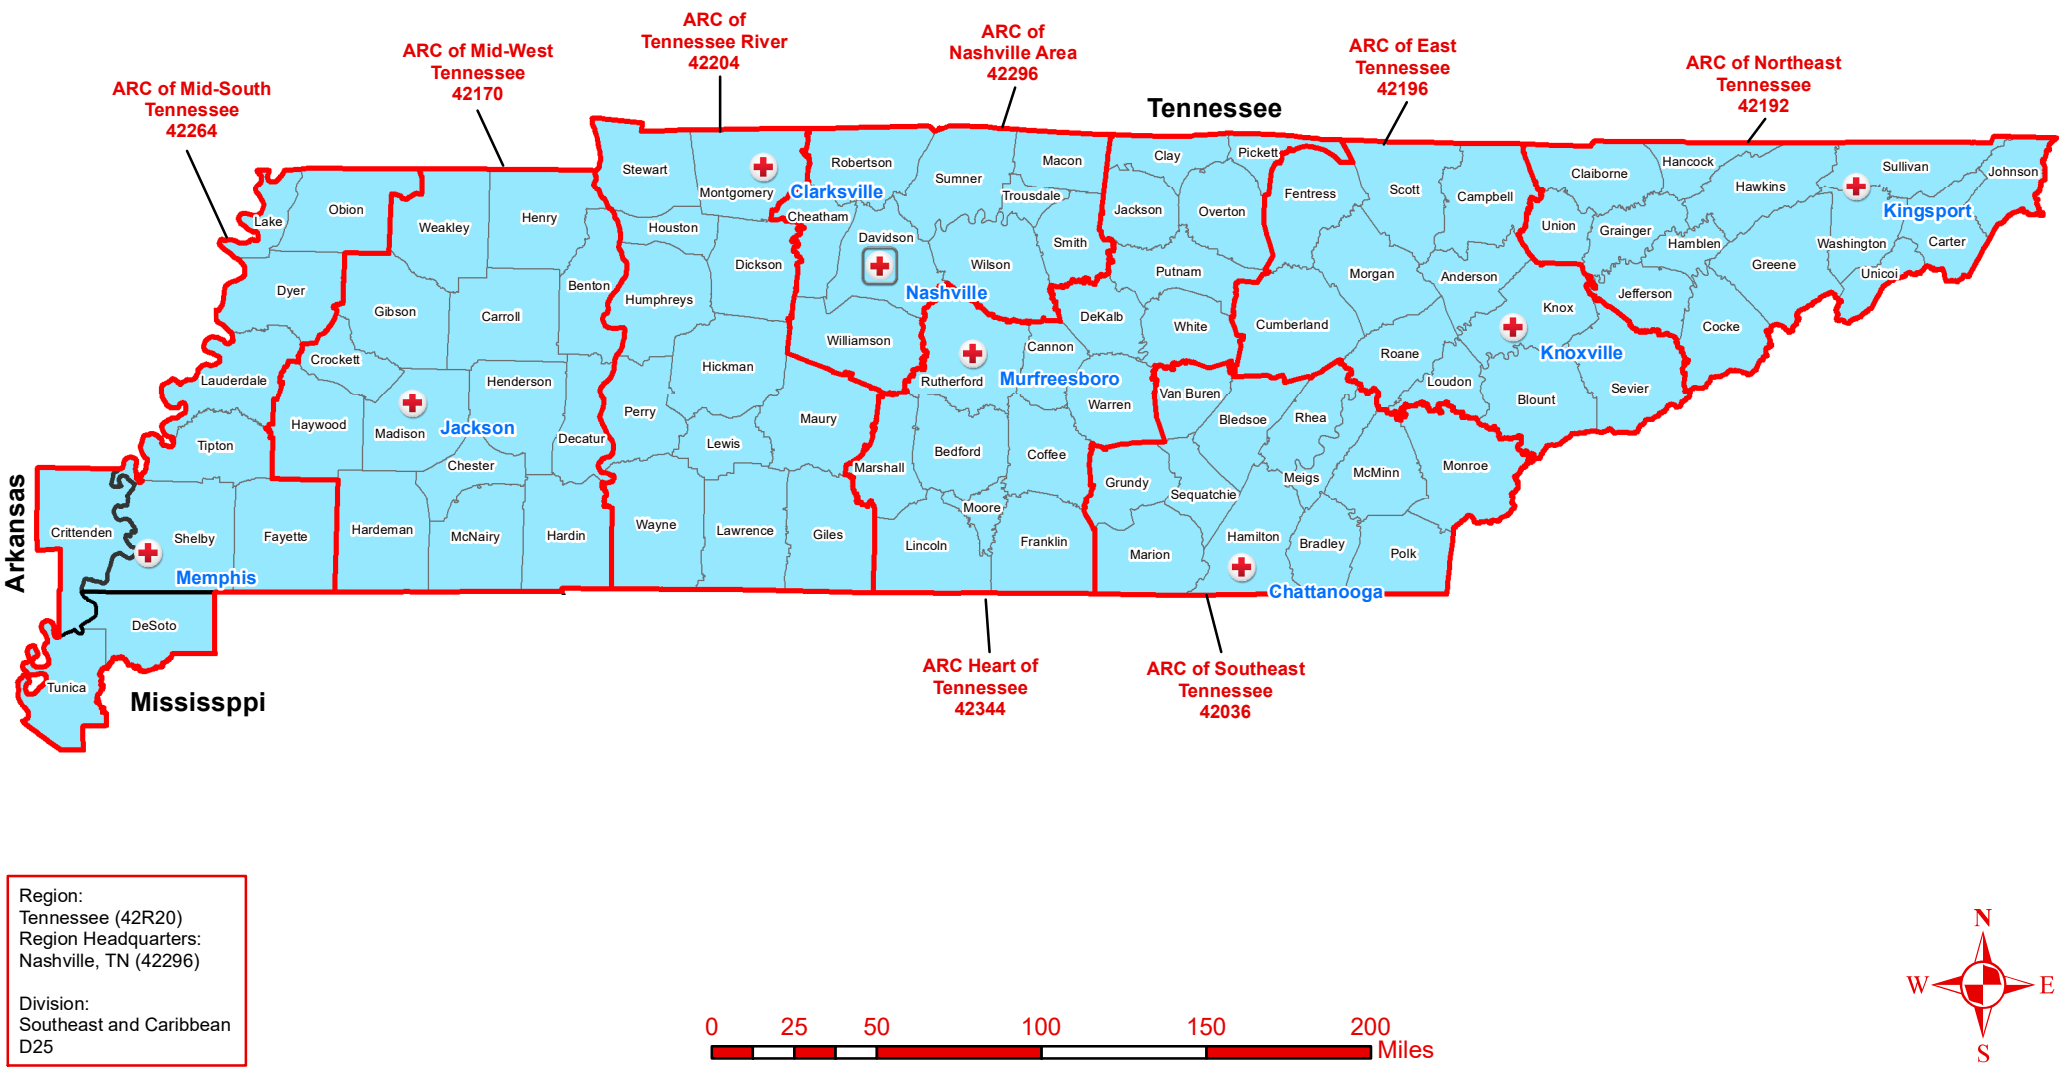 ARC of
Tennessee River
42204
ARC of
Nashville Area
42296
ARC of Mid-West
Tennessee
42170
ARC of East
Tennessee
42196
ARC of Northeast
Tennessee
42192
ARC of Mid-South
Tennessee
42264
Tennessee
Stewart
Montgomery
Clarksville
Robertson
Sumner
Macon
Trousdale
Clay
Pickett
Fentress
Scott
Campbell
Claiborne
Hancock
Hawkins
Sullivan
Johnson
Kingsport
Lake
Obion
Weakley
Henry
Houston
Cheatham
Davidson
Nashville
Wilson
Smith
Jackson
Overton
Putnam
Morgan
Anderson
Union
Grainger
Hamblen
Greene
Washington
Carter
Unicoi
Dyer
Gibson
Carroll
Benton
Humphreys
Dickson
Williamson
DeKalb
White
Cumberland
Roane
Knox
Knoxville
Jefferson
Cocke
Sevier
Loudon
Blount
Lauderdale
Crockett
Henderson
Hickman
Rutherford
Murfreesboro
Cannon
Warren
Van Buren
Bledsoe
Rhea
Tipton
Haywood
Madison
Jackson
Chester
Decatur
Perry
Lewis
Maury
Marshall
Bedford
Coffee
Grundy
Sequatchie
Meigs
McMinn
Monroe
Arkansas
Crittenden
Shelby
Memphis
Fayette
Hardeman
McNairy
Hardin
Wayne
Lawrence
Giles
Lincoln
Moore
Franklin
Marion
Hamilton
Chattanooga
Bradley
Polk
DeSoto
Tunica
Mississppi
ARC Heart of
Tennessee
42344
ARC of Southeast
Tennessee
42036
Region:
Tennessee (42R20)
Region Headquarters:
Nashville, TN (42296)
Division:
Southeast and Caribbean
D25
0 25 50 100 150 200
Miles
N
W E
S